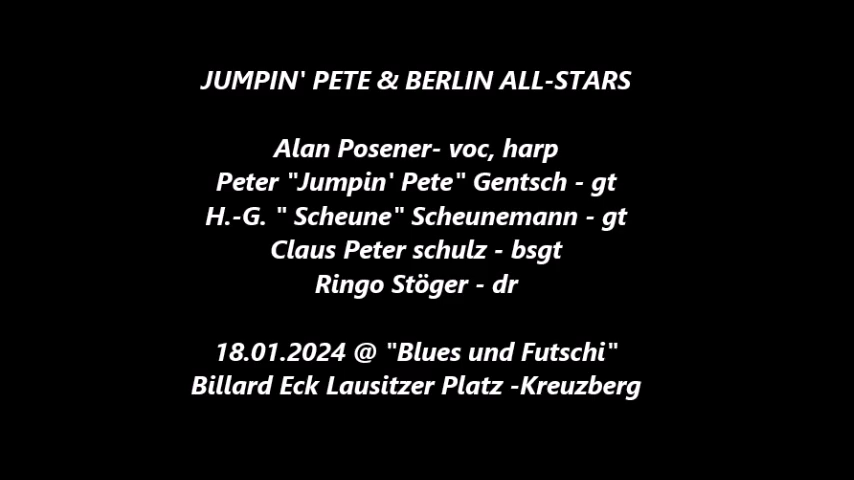 JUMPIN' PETE & BERLIN ALL-STARS
Alan Posener- voc, harp
Peter "Jumpin' Pete" Gentsch - gt
H.-G. " Scheune" Scheunemann - gt
Claus Peter schulz - bsgt
Ringo Stöger - dr
18.01.2024 @ "Blues und Futschi"
Billard Eck Lausitzer Platz -Kreuzberg